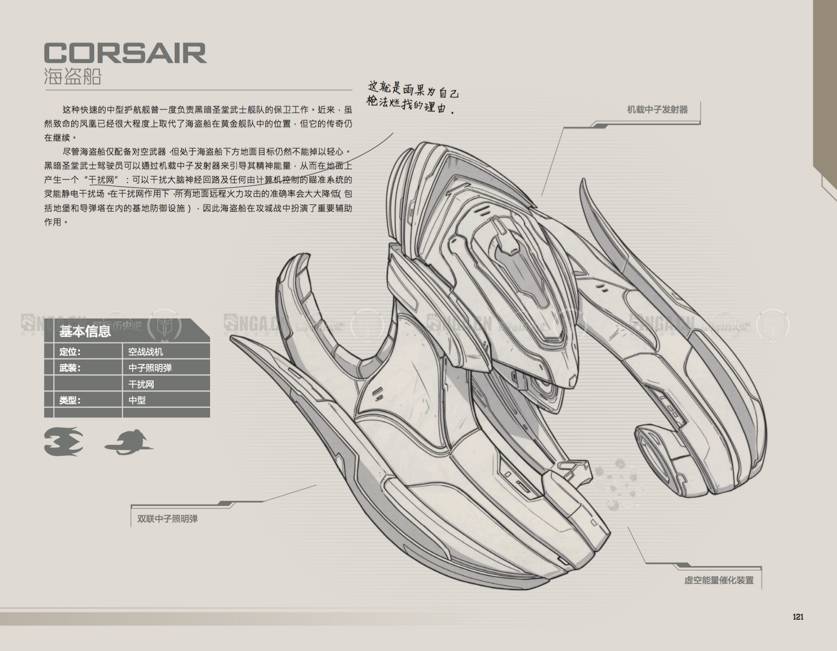 CORSAIR
海盗船
这就是雨果为自己
枪法烂找的理由.
机载中子发射器
这种快速的中型护航舰曾一度负责黑暗圣堂武士舰队的保卫工作。近来，虽
然致命的凤凰已经很大程度上取代了海盗船在黄金舰队中的位置，但它的传奇仍
在继续。
尽管海盗船仅配备对空武器，但处于海盗船下方地面目标仍然不能掉以轻心。
黑暗圣堂武士驾驶员可以通过机载中子发射器来引导其精神能量，从而在地面上
产生一个“干扰网”：可以干扰大脑神经回路及任何由计算机控制的瞄准系统的
灵能静电干扰场。在干扰网作用下，所有地面远程火力攻击的准确率会大大降低（包
括地堡和导弹塔在内的基地防御设施），因此海盗船在攻城战中扮演了重要辅助
作用。
NGA.CN
基本信息
定位： 空战战机
武装： 中子照明弹
干扰网
类型： 中型
双联中子照明弹
虚空能量催化装置
121